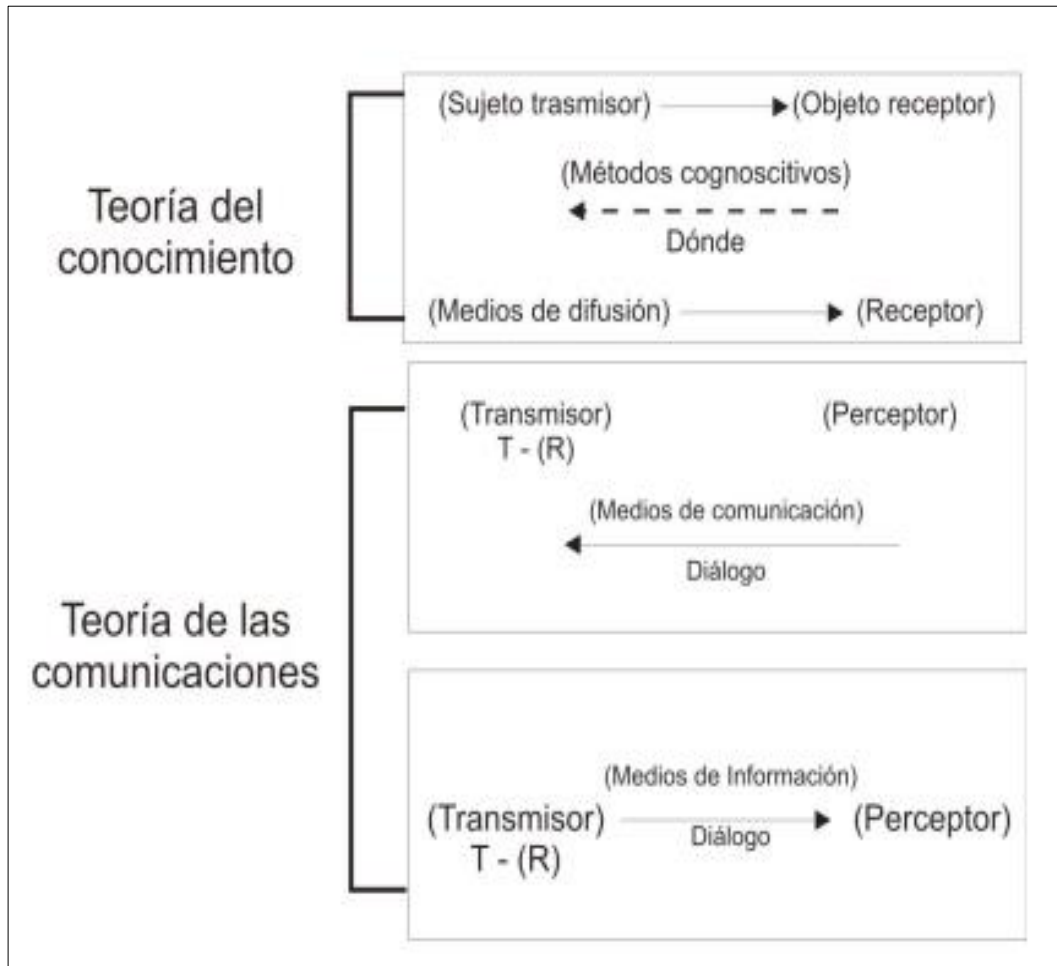 Teoría del
conocimiento
(Sujeto trasmisor) (Objeto receptor)
(Métodos cognoscitivos)
Dónde
(Medios de difusión) (Receptor)
Teoría de las
comunicaciones
(Transmisor) (Perceptor)
T - (R)
(Medios de comunicación)
Diálogo
(Medios de Información)
(Transmisor) Diálogo (Perceptor)
T - (R)